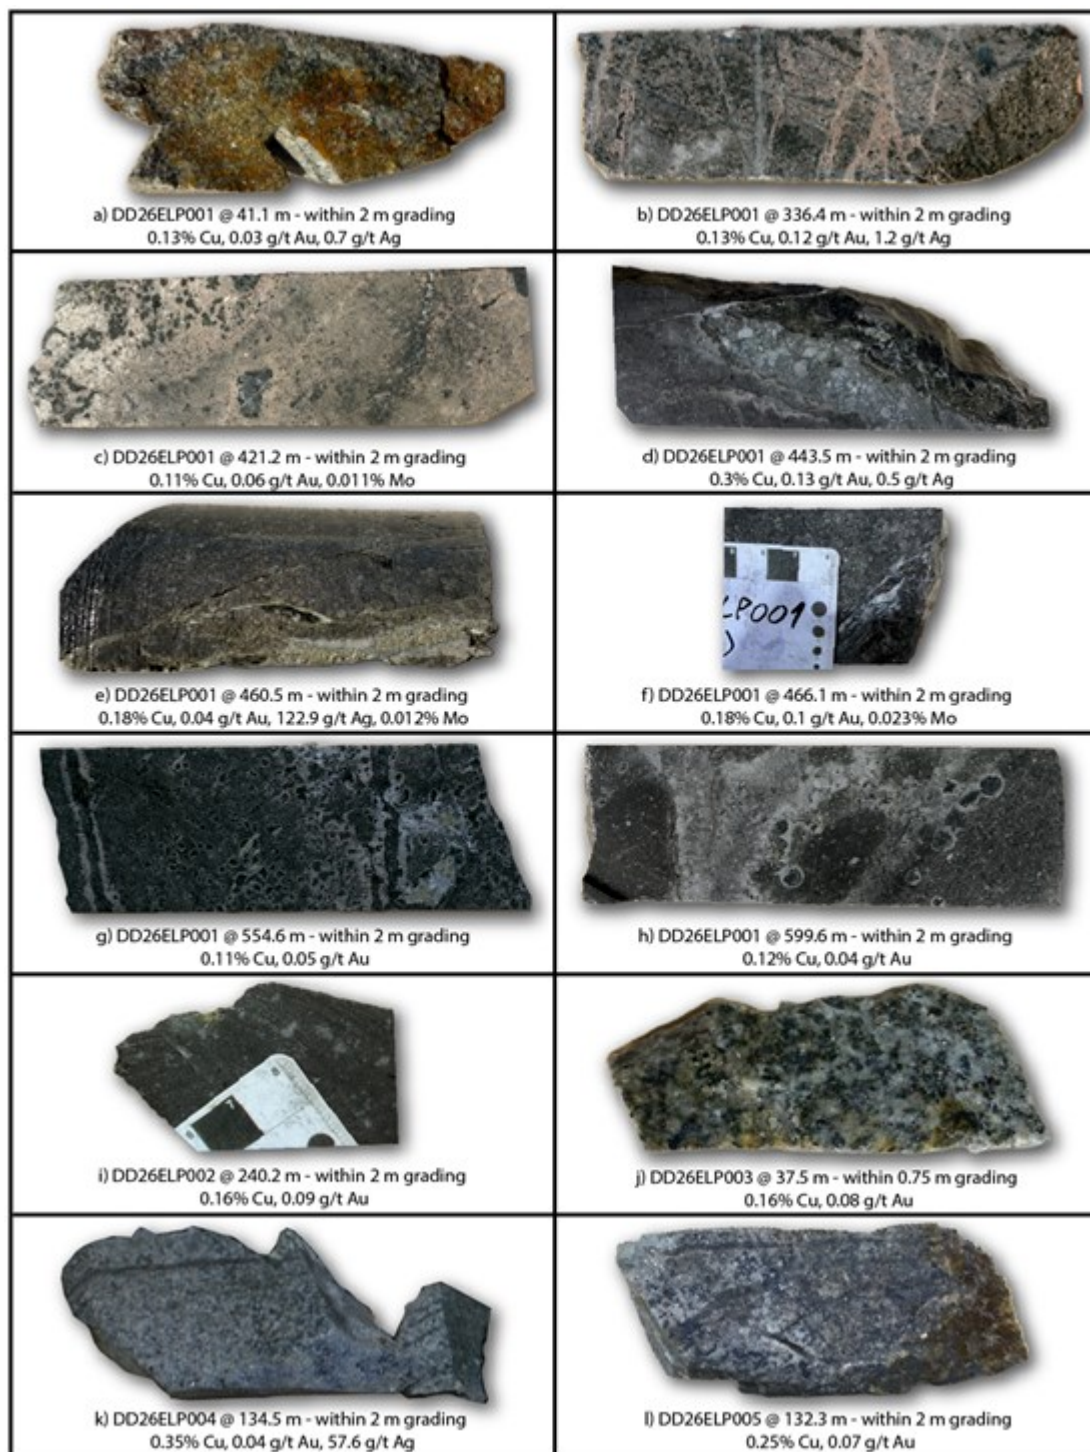 a) DD26ELP001 @ 41.1 m - within 2 m grading
0.13% Cu, 0.03 g/t Au, 0.7 g/t Ag
b) DD26ELP001 @ 336.4 m - within 2 m grading
0.13% Cu, 0.12 g/t Au, 1.2 g/t Ag
c) DD26ELP001 @ 421.2 m - within 2 m grading
0.11% Cu, 0.06 g/t Au, 0.011% Mo
d) DD26ELP001 @ 443.5 m - within 2 m grading
0.3% Cu, 0.13 g/t Au, 0.5 g/t Ag
LP001
)
e) DD26ELP001 @ 460.5 m - within 2 m grading
0.18% Cu, 0.04 g/t Au, 122.9 g/t Ag, 0.012% Mo
f) DD26ELP001 @ 466.1 m - within 2 m grading
0.18% Cu, 0.1 g/t Au, 0.023% Mo
g) DD26ELP001 @ 554.6 m - within 2 m grading
0.11% Cu, 0.05 g/t Au
h) DD26ELP001 @ 599.6 m - within 2 m grading
0.12% Cu, 0.04 g/t Au
i) DD26ELP002 @ 240.2 m - within 2 m grading
0.16% Cu, 0.09 g/t Au
j) DD26ELP003 @ 37.5 m - within 0.75 m grading
0.16% Cu, 0.08 g/t Au
k) DD26ELP004 @ 134.5 m - within 2 m grading
0.35% Cu, 0.04 g/t Au, 57.6 g/t Ag
l) DD26ELP005 @ 132.3 m - within 2 m grading
0.25% Cu, 0.07 g/t Au